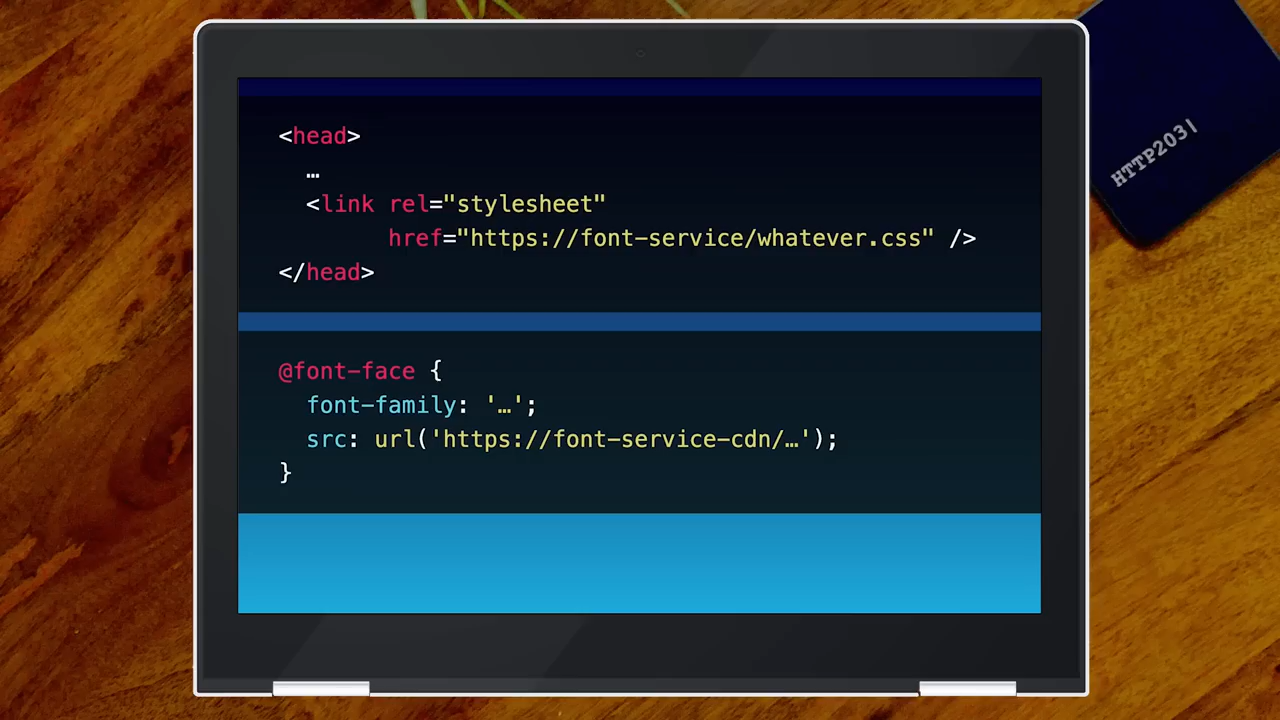 <head>
  …
  <link rel="stylesheet"
        href="https://font-service/whatever.css" />
</head>
@font-face {
  font-family: '…';
  src: url('https://font-service-cdn/…');
}
HTTP203|